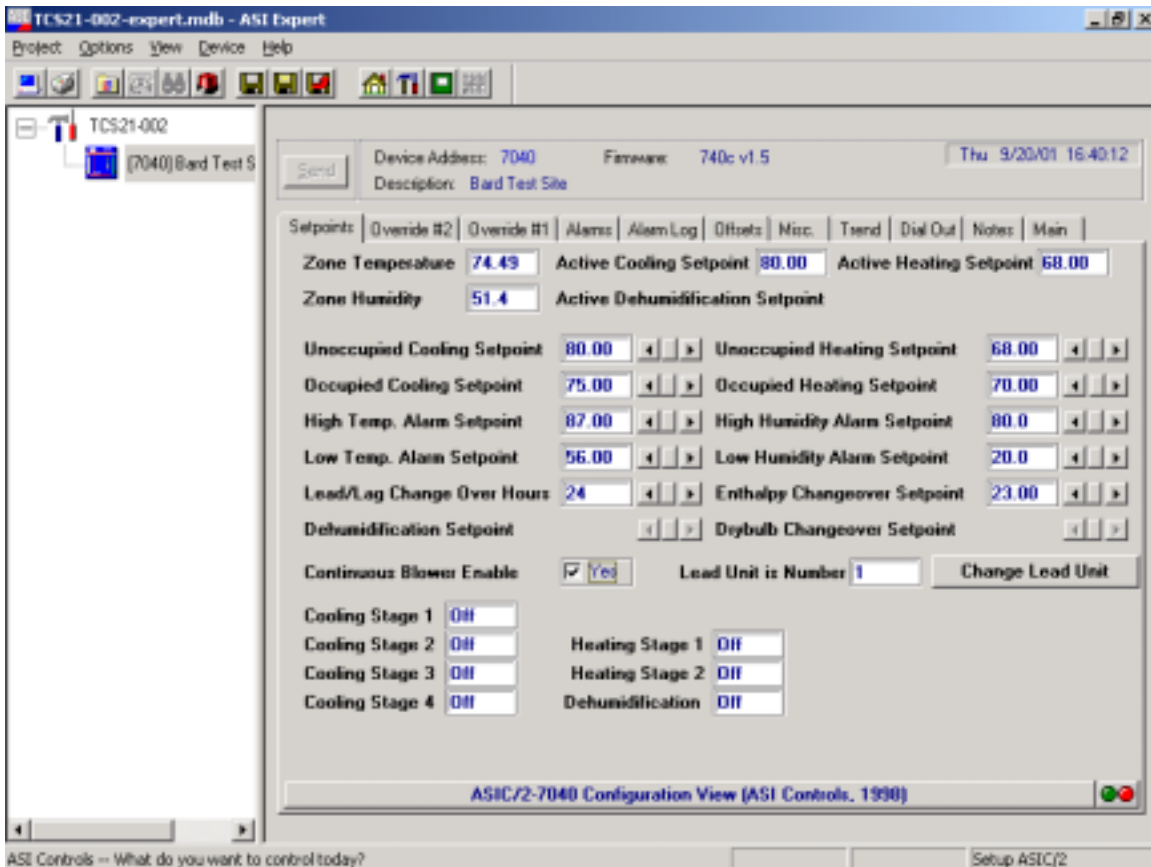 TCS21-002-expert.mdb - ASI Expert
Project Options View Device Help
TCS21-002
[7040] Bard Test S
Send
Device Address: 7040 Firmware: 740c v1.5
Thu 9/20/01 16:40:12
Description: Bard Test Site
Setpoints Override #2 Override #1 Alarms Alarm Log Offsets Misc. Trend Dial Out Notes Main
Zone Temperature 74.49 Active Cooling Setpoint 80.00 Active Heating Setpoint 68.00
Zone Humidity 51.4 Active Dehumidification Setpoint
Unoccupied Cooling Setpoint 80.00 Unoccupied Heating Setpoint 68.00
Occupied Cooling Setpoint 75.00 Occupied Heating Setpoint 70.00
High Temp. Alarm Setpoint 87.00 High Humidity Alarm Setpoint 80.0
Low Temp. Alarm Setpoint 56.00 Low Humidity Alarm Setpoint 20.0
Lead/Lag Change Over Hours 24 Enthalpy Changeover Setpoint 23.00
Dehumidification Setpoint Drybulb Changeover Setpoint
Continuous Blower Enable Yes Lead Unit is Number 1 Change Lead Unit
Cooling Stage 1 Off
Cooling Stage 2 Off Heating Stage 1 Off
Cooling Stage 3 Off Heating Stage 2 Off
Cooling Stage 4 Off Dehumidification Off
ASIC/2-7040 Configuration View (ASI Controls, 1998)
ASI Controls -- What do you want to control today? Setup ASIC/2